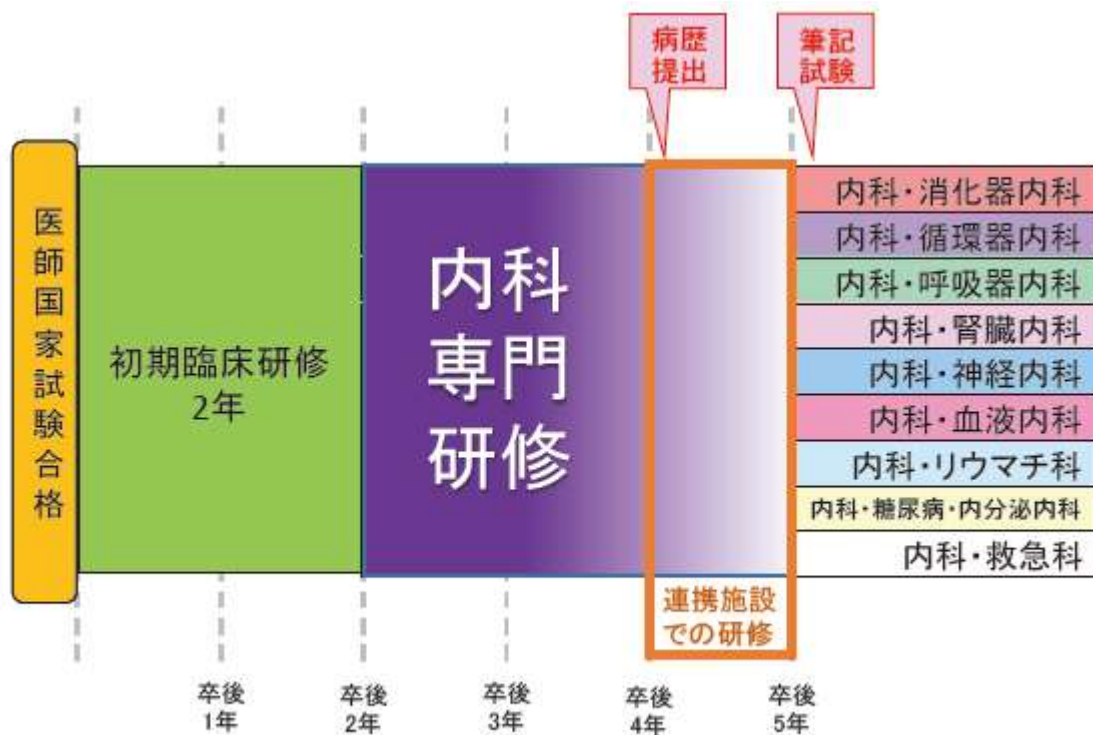 病歴
提出
筆記
試験
医師国家試験合格
初期臨床研修
2年
内科
専門
研修
内科・消化器内科
内科・循環器内科
内科・呼吸器内科
内科・腎臓内科
内科・神経内科
内科・血液内科
内科・リウマチ科
内科・糖尿病・内分泌内科
内科・救急科
連携施設
での研修
卒後
1年
卒後
2年
卒後
3年
卒後
4年
卒後
5年